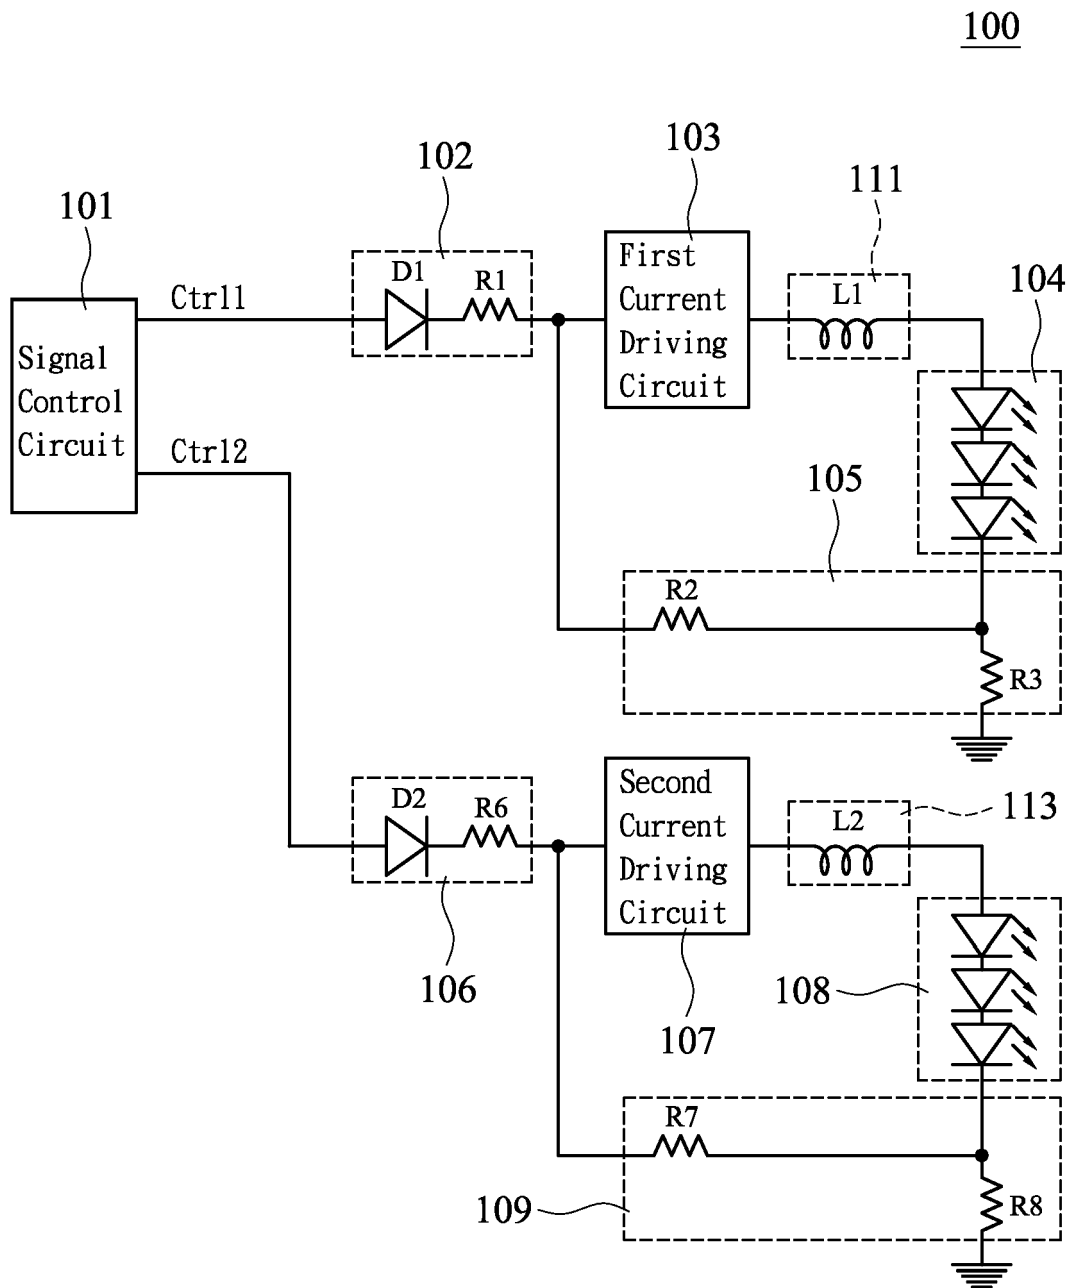 100
103
102
111
101
First
D1
R1
104
L1
Ctrl1
Current
Signal
Driving
Control
Circuit
Circuit
Ctrl2
105
R2
R3
Second
D2
R6
113
L2
Current
Driving
Circuit
106
108
107
R7
109
R8